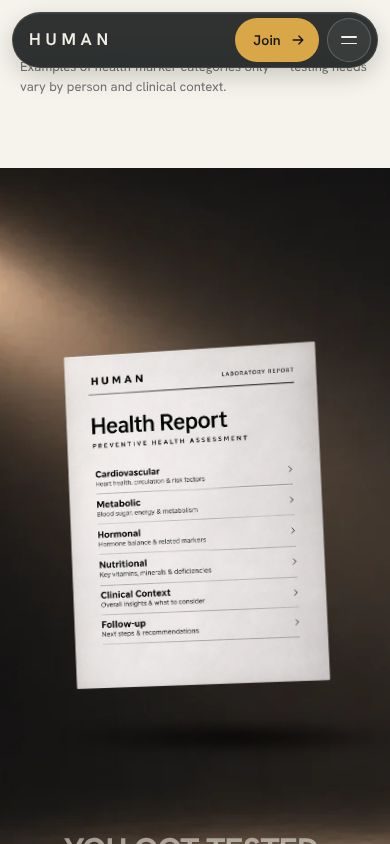 HUMAN
Join
Examples of health marker categories only — testing needs
vary by person and clinical context.
HUMAN
LABORATORY REPORT
Health Report
PREVENTIVE HEALTH ASSESSMENT
Cardiovascular
Heart health, circulation & risk factors
Metabolic
Blood sugar, energy & metabolism
Hormonal
Hormone balance & related markers
Nutritional
Key vitamins, minerals & deficiencies
Clinical Context
Overall insights & what to consider
Follow-up
Next steps & recommendations
YOU GOT TESTED